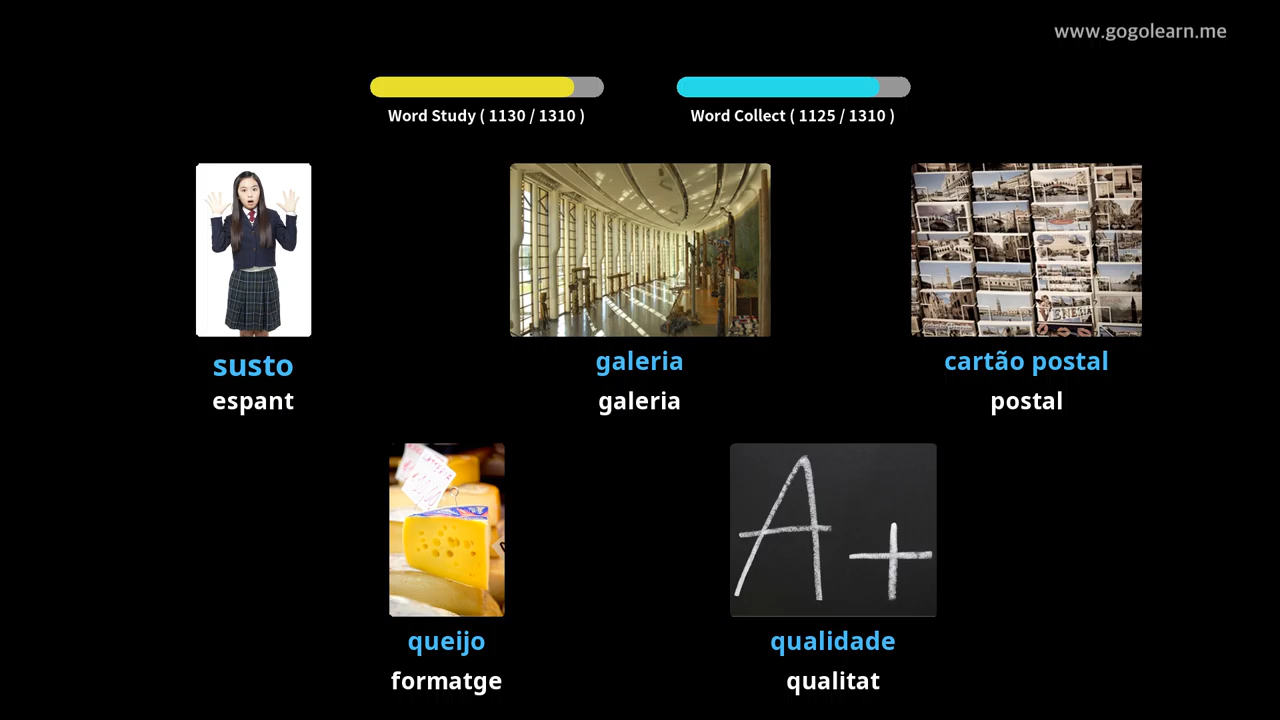 www.gogolearn.me
Word Study ( 1130 / 1310 )
Word Collect ( 1125 / 1310 )
susto
espant
galeria
galeria
cartão postal
postal
A+
queijo
formatge
qualidade
qualitat